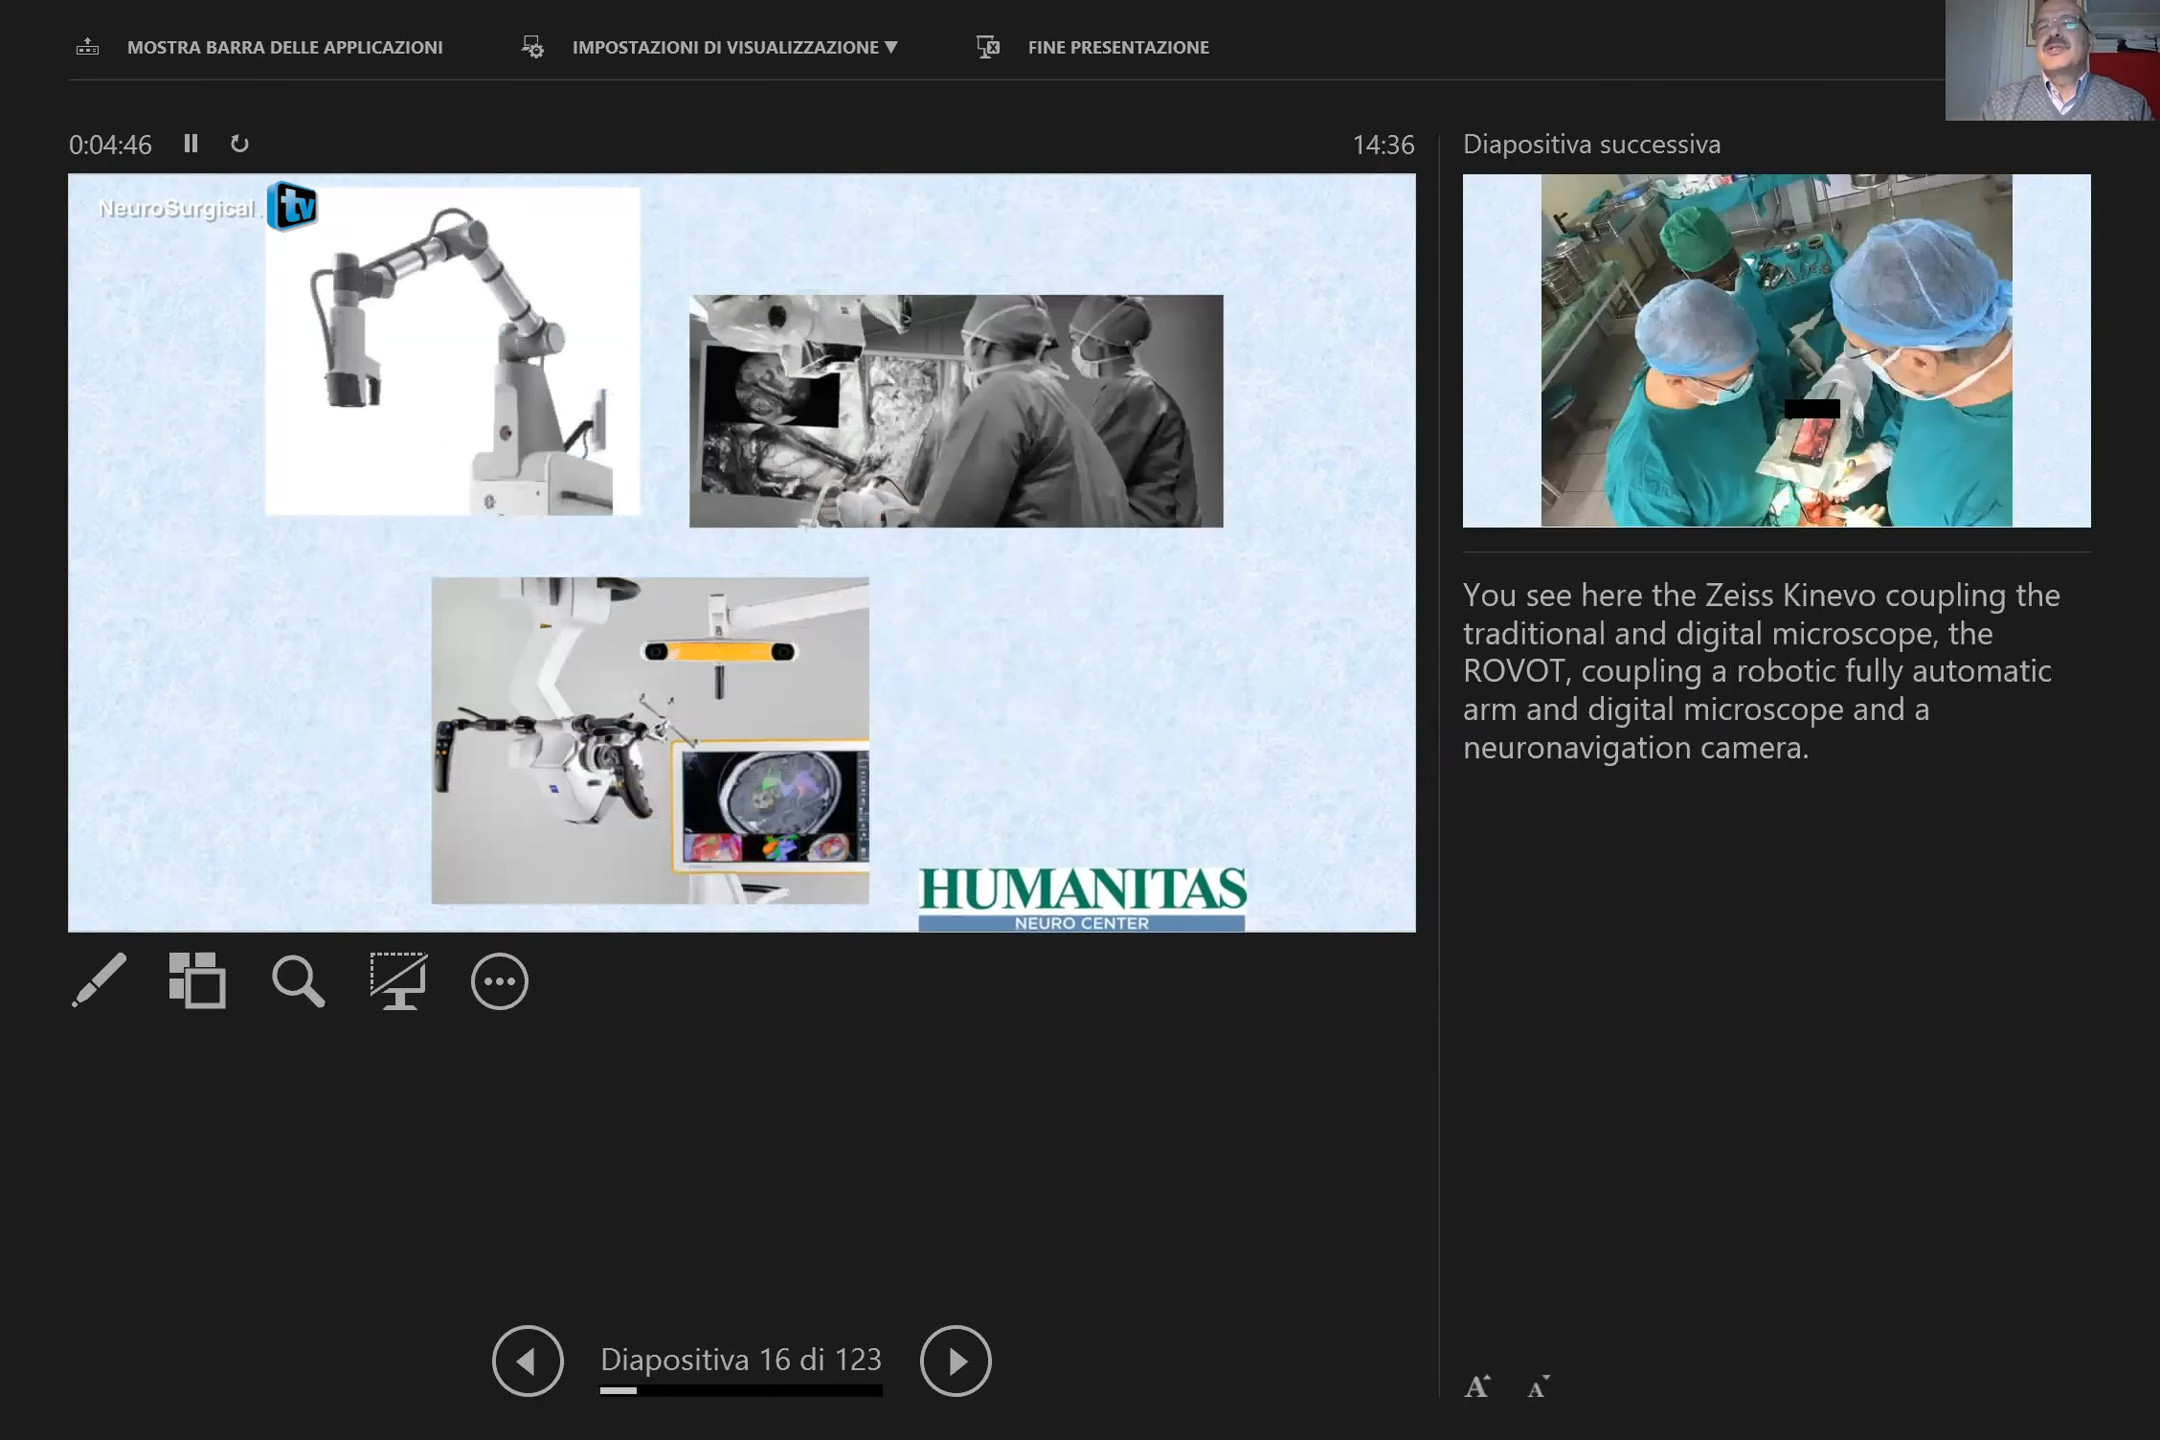 MOSTRA BARRA DELLE APPLICAZIONI
IMPOSTAZIONI DI VISUALIZZAZIONE ▼
FINE PRESENTAZIONE
0:04:46
14:36
Diapositiva successiva
NeuroSurgical.tv
HUMANITAS
NEURO CENTER
You see here the Zeiss Kinevo coupling the
traditional and digital microscope, the
ROVOT, coupling a robotic fully automatic
arm and digital microscope and a
neuronavigation camera.
Diapositiva 16 di 123
A A